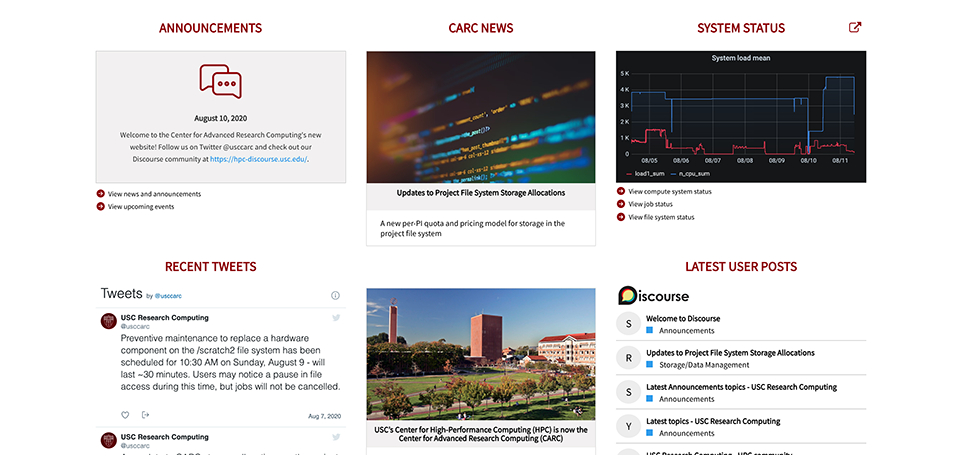 ANNOUNCEMENTS
August 10, 2020
Welcome to the Center for Advanced Research Computing's new
website! Follow us on Twitter @usccarc and check out our
Discourse community at https://hpc-discourse.usc.edu/.
View news and announcements
View upcoming events
CARC NEWS
Updates to Project File System Storage Allocations
A new per-PI quota and pricing model for storage in the
project file system
SYSTEM STATUS
System load mean
5 K
4 K
3 K
2 K
1 K
0
08/05 08/06 08/07 08/08 08/09 08/10 08/11
load1_sum n_cpu_sum
View compute system status
View job status
View file system status
RECENT TWEETS
Tweets by @usccarc
USC Research Computing
@usccarc
Preventive maintenance to replace a hardware
component on the /scratch2 file system has been
scheduled for 10:30 AM on Sunday, August 9 - will
last ~30 minutes. Users may notice a pause in file
access during this time, but jobs will not be cancelled.
Aug 7, 2020
USC Research Computing
@usccarc
USC's Center for High-Performance Computing (HPC) is now the
Center for Advanced Research Computing (CARC)
LATEST USER POSTS
Discourse
S
Welcome to Discourse
Announcements
R
Updates to Project File System Storage Allocations
Storage/Data Management
S
Latest Announcements topics - USC Research Computing
Announcements
Y
Latest topics - USC Research Computing
Announcements